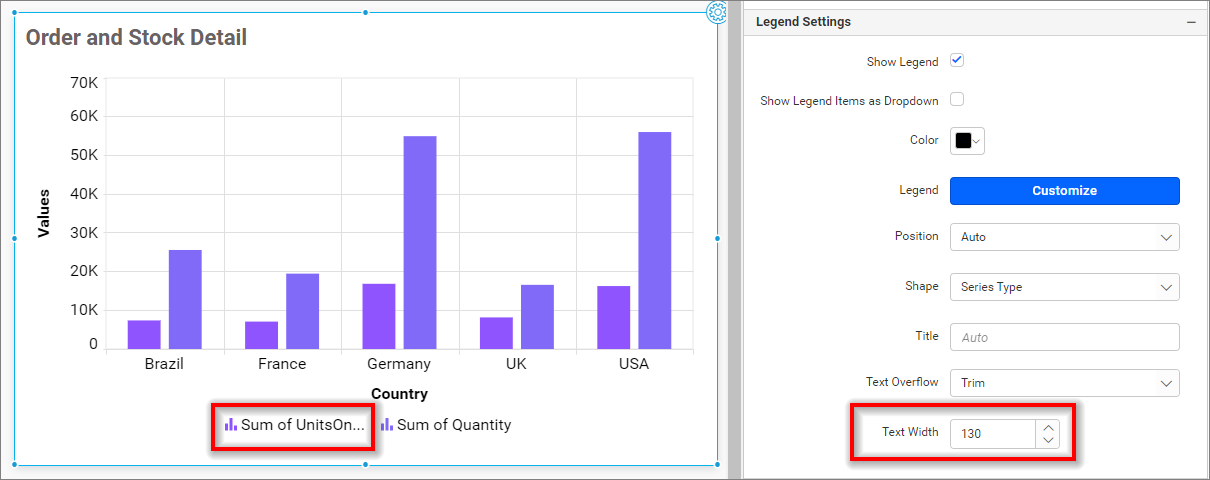 Order and Stock Detail
70K
60K
50K
40K
30K
20K
10K
0
Values
Brazil France Germany UK USA
Country
Sum of UnitsOn... Sum of Quantity
Legend Settings
Show Legend
Show Legend Items as Dropdown
Color
Legend Customize
Position Auto
Shape Series Type
Title Auto
Text Overflow Trim
Text Width 130